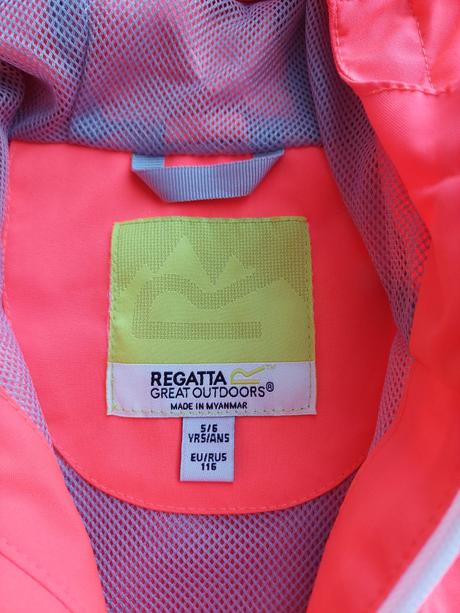 REGATTA
GREAT OUTDOORS®
MADE IN MYANMAR
5/6
YRS/ANS
EU/RUS
116